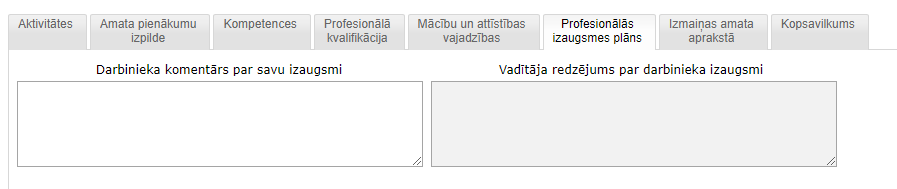 Aktivitātes
Amata pienākumu
izpilde
Kompetences
Profesionālā
kvalifikācija
Mācību un attīstības
vajadzības
Profesionālās
izaugsmes plāns
Izmaiņas amata
aprakstā
Kopsavilkums
Darbinieka komentārs par savu izaugsmi
Vadītāja redzējums par darbinieka izaugsmi